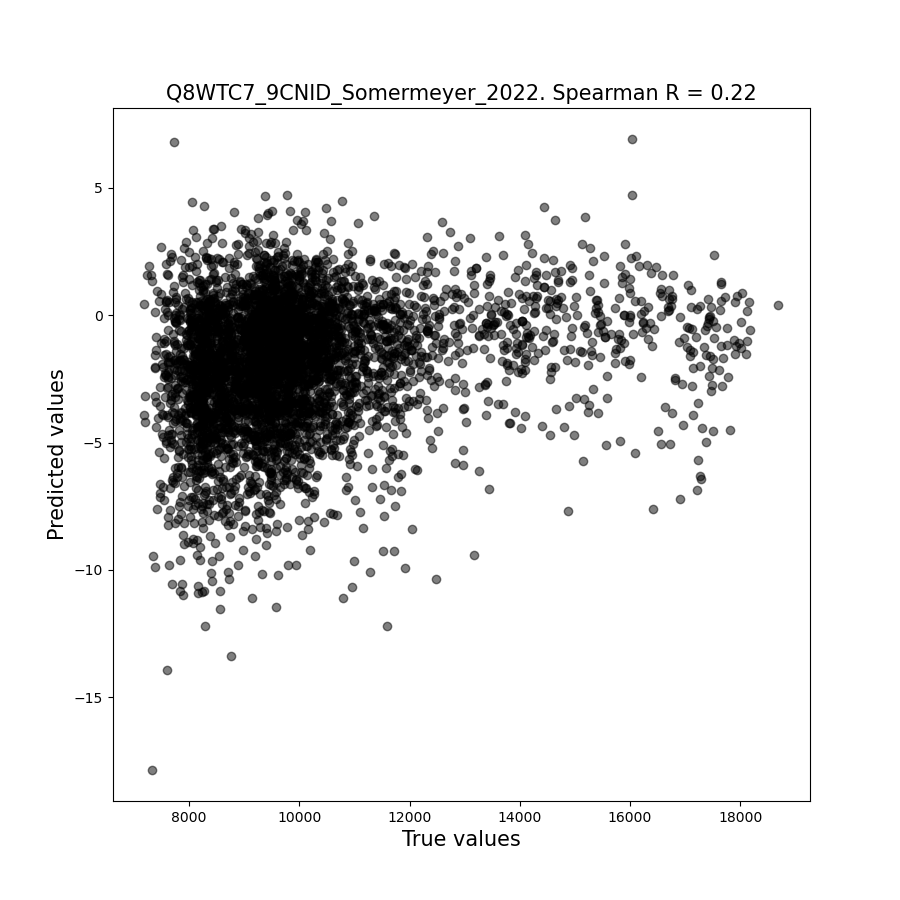 Q8WTC7_9CNID_Somermeyer_2022. Spearman R = 0.22
5
0
−5
−10
−15
Predicted values
8000 10000 12000 14000 16000 18000
True values